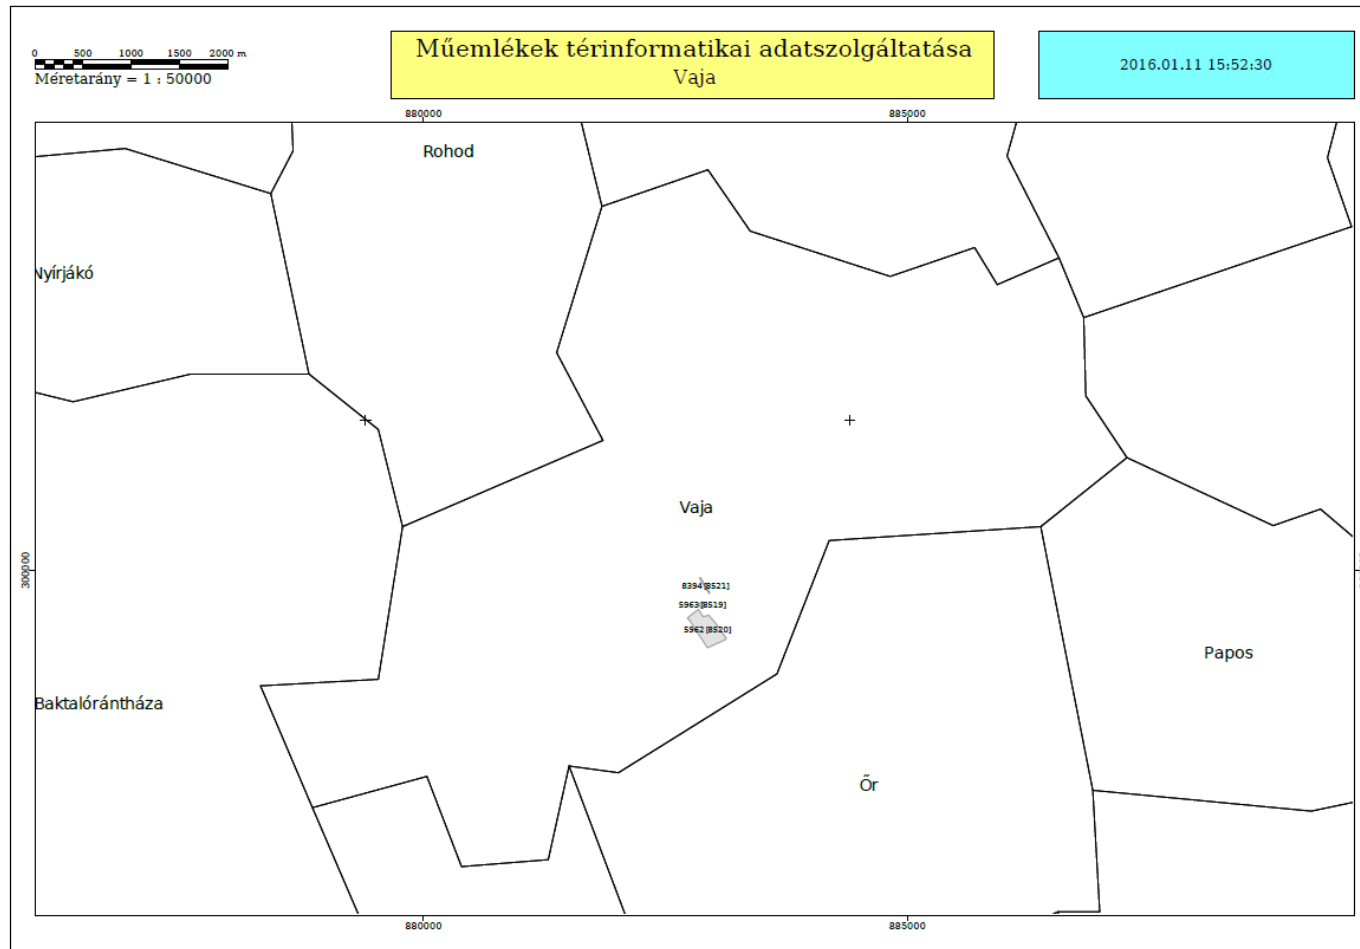 0 500 1000 1500 2000 m
Méretarány = 1 : 50000
Műemlékek térinformatikai adatszolgáltatása
Vaja
2016.01.11 15:52:30
880000 885000
Rohod
Nyírjákó
Vaja
300000
8394 [8521]
5963 [8519]
5962 [8520]
Papos
Baktalórántháza
Őr
880000 885000